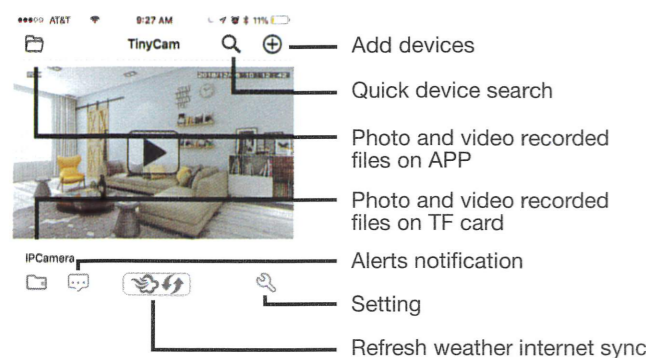 AT&T 9:27 AM 11%
TinyCam
Add devices
Quick device search
Photo and video recorded
files on APP
Photo and video recorded
files on TF card
IPCamera
Alerts notification
Setting
Refresh weather internet sync